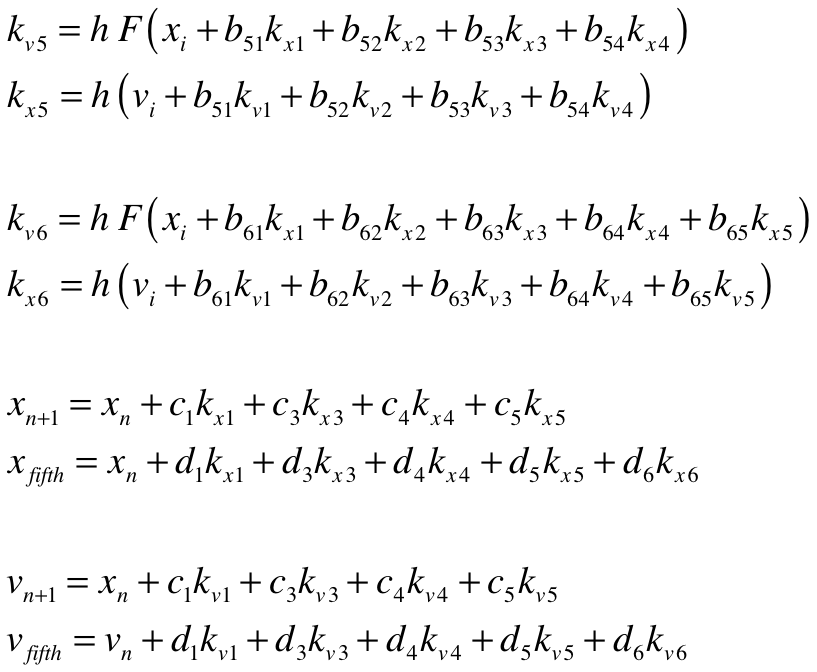 k_{v5} = h F(x_i + b_{51}k_{x1} + b_{52}k_{x2} + b_{53}k_{x3} + b_{54}k_{x4})
k_{x5} = h(v_i + b_{51}k_{v1} + b_{52}k_{v2} + b_{53}k_{v3} + b_{54}k_{v4})
k_{v6} = h F(x_i + b_{61}k_{x1} + b_{62}k_{x2} + b_{63}k_{x3} + b_{64}k_{x4} + b_{65}k_{x5})
k_{x6} = h(v_i + b_{61}k_{v1} + b_{62}k_{v2} + b_{63}k_{v3} + b_{64}k_{v4} + b_{65}k_{v5})
x_{n+1} = x_n + c_1k_{x1} + c_3k_{x3} + c_4k_{x4} + c_5k_{x5}
x_{fifth} = x_n + d_1k_{x1} + d_3k_{x3} + d_4k_{x4} + d_5k_{x5} + d_6k_{x6}
v_{n+1} = x_n + c_1k_{v1} + c_3k_{v3} + c_4k_{v4} + c_5k_{v5}
v_{fifth} = v_n + d_1k_{v1} + d_3k_{v3} + d_4k_{v4} + d_5k_{v5} + d_6k_{v6}